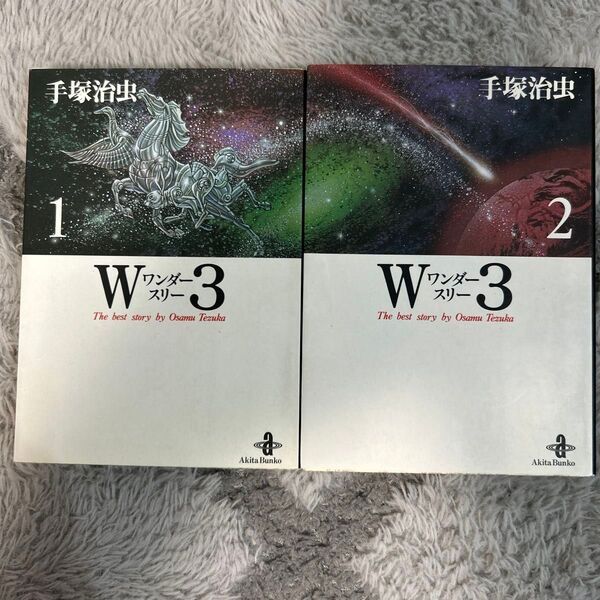 手塚治虫
1
W ワンダー
スリー 3
The best story by Osamu Tezuka
a
Akita Bunko
手塚治虫
2
W ワンダー
スリー 3
The best story by Osamu Tezuka
a
Akita Bunko